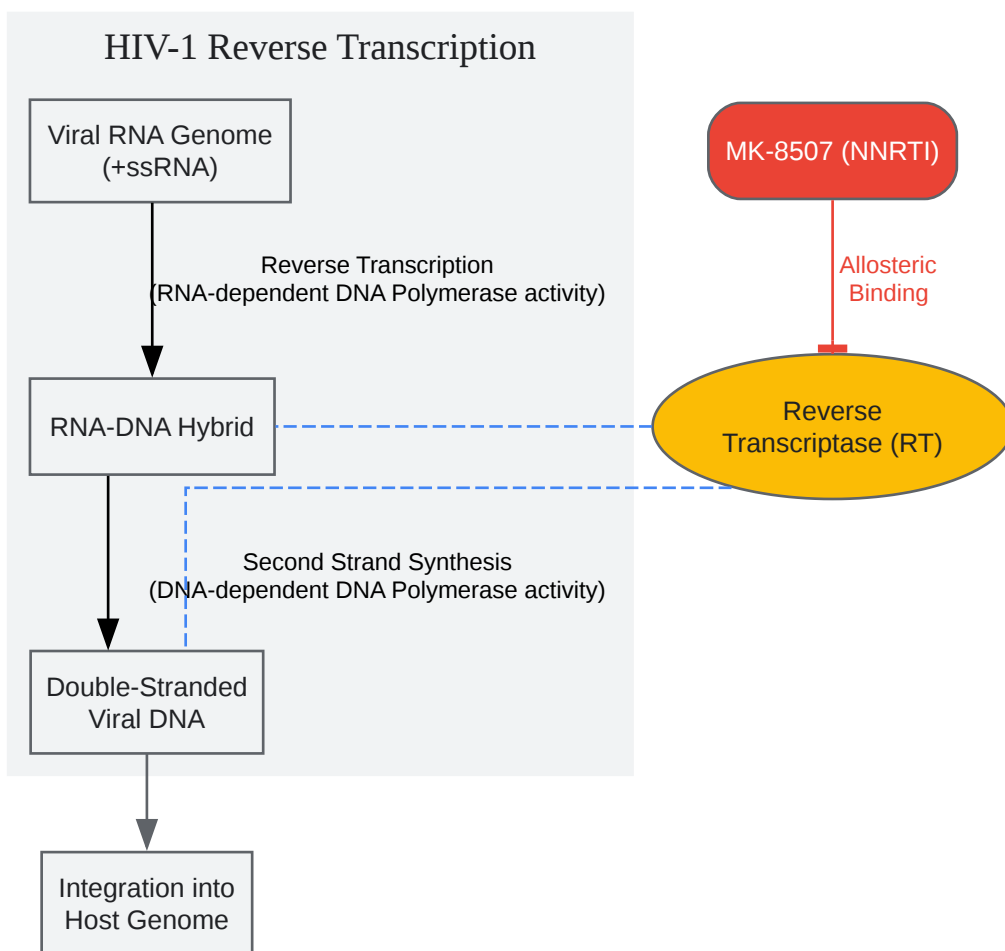 HIV-1 Reverse Transcription
Viral RNA Genome
(+ssRNA)
MK-8507 (NNRTI)
Reverse Transcription
(RNA-dependent DNA Polymerase activity)
Allosteric
Binding
RNA-DNA Hybrid
Reverse
Transcriptase (RT)
Second Strand Synthesis
(DNA-dependent DNA Polymerase activity)
Double-Stranded
Viral DNA
Integration into
Host Genome